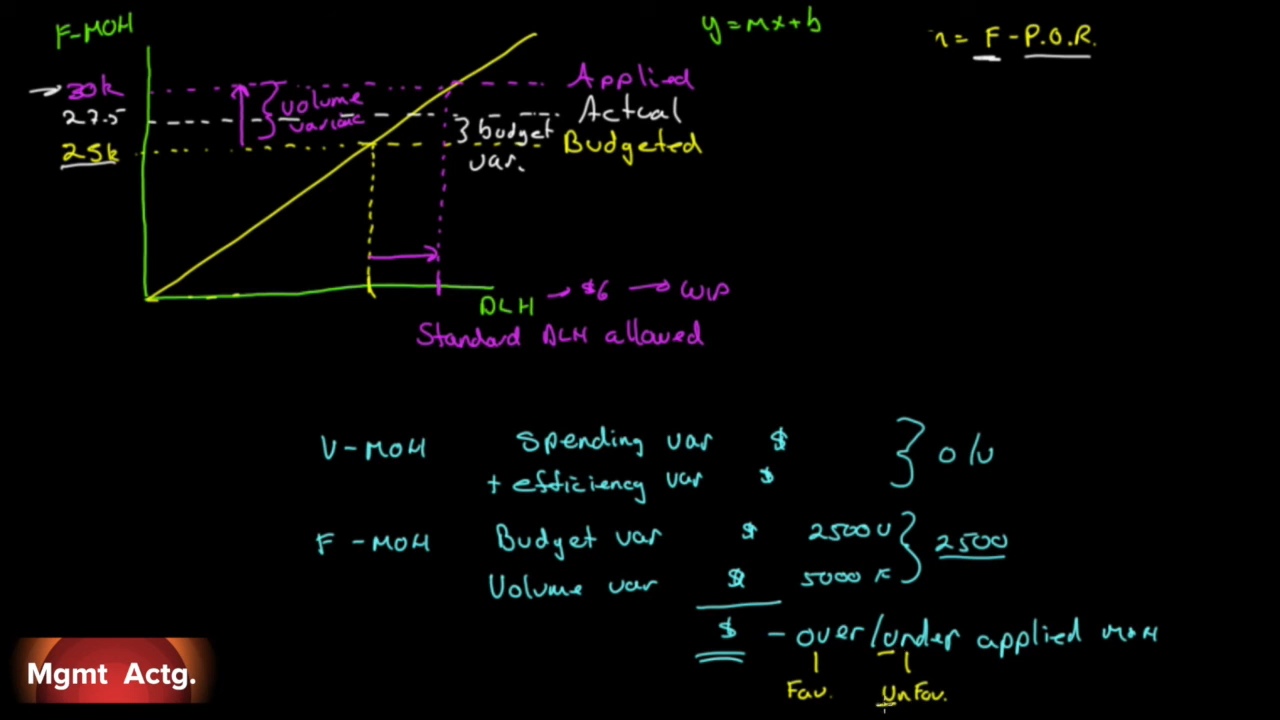 F-MOH
y=mx+b
= F - P.O.R.
30k
Applied
volume
variance
27.5
Actual
} budget
var.
25k
Budgeted
DLH → $6 → WIP
Standard DLH allowed
V-MOH Spending var $ } O/U
+ efficiency var $
F-MOH Budget var $ 2500 U } 2500
Volume var $ 5000 F
$ - over/under applied MOH
Fav. UnFav.
Mgmt Actg.